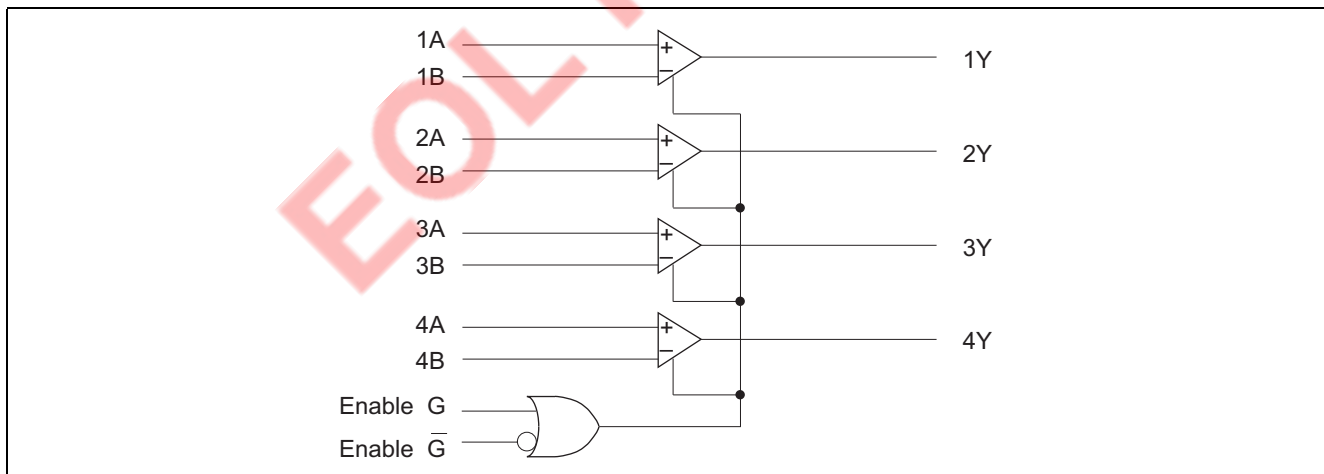 1A
1B
1Y
2A
2B
2Y
3A
3B
3Y
4A
4B
4Y
Enable G
Enable G̅
+
−
+
−
+
−
+
−
EOL